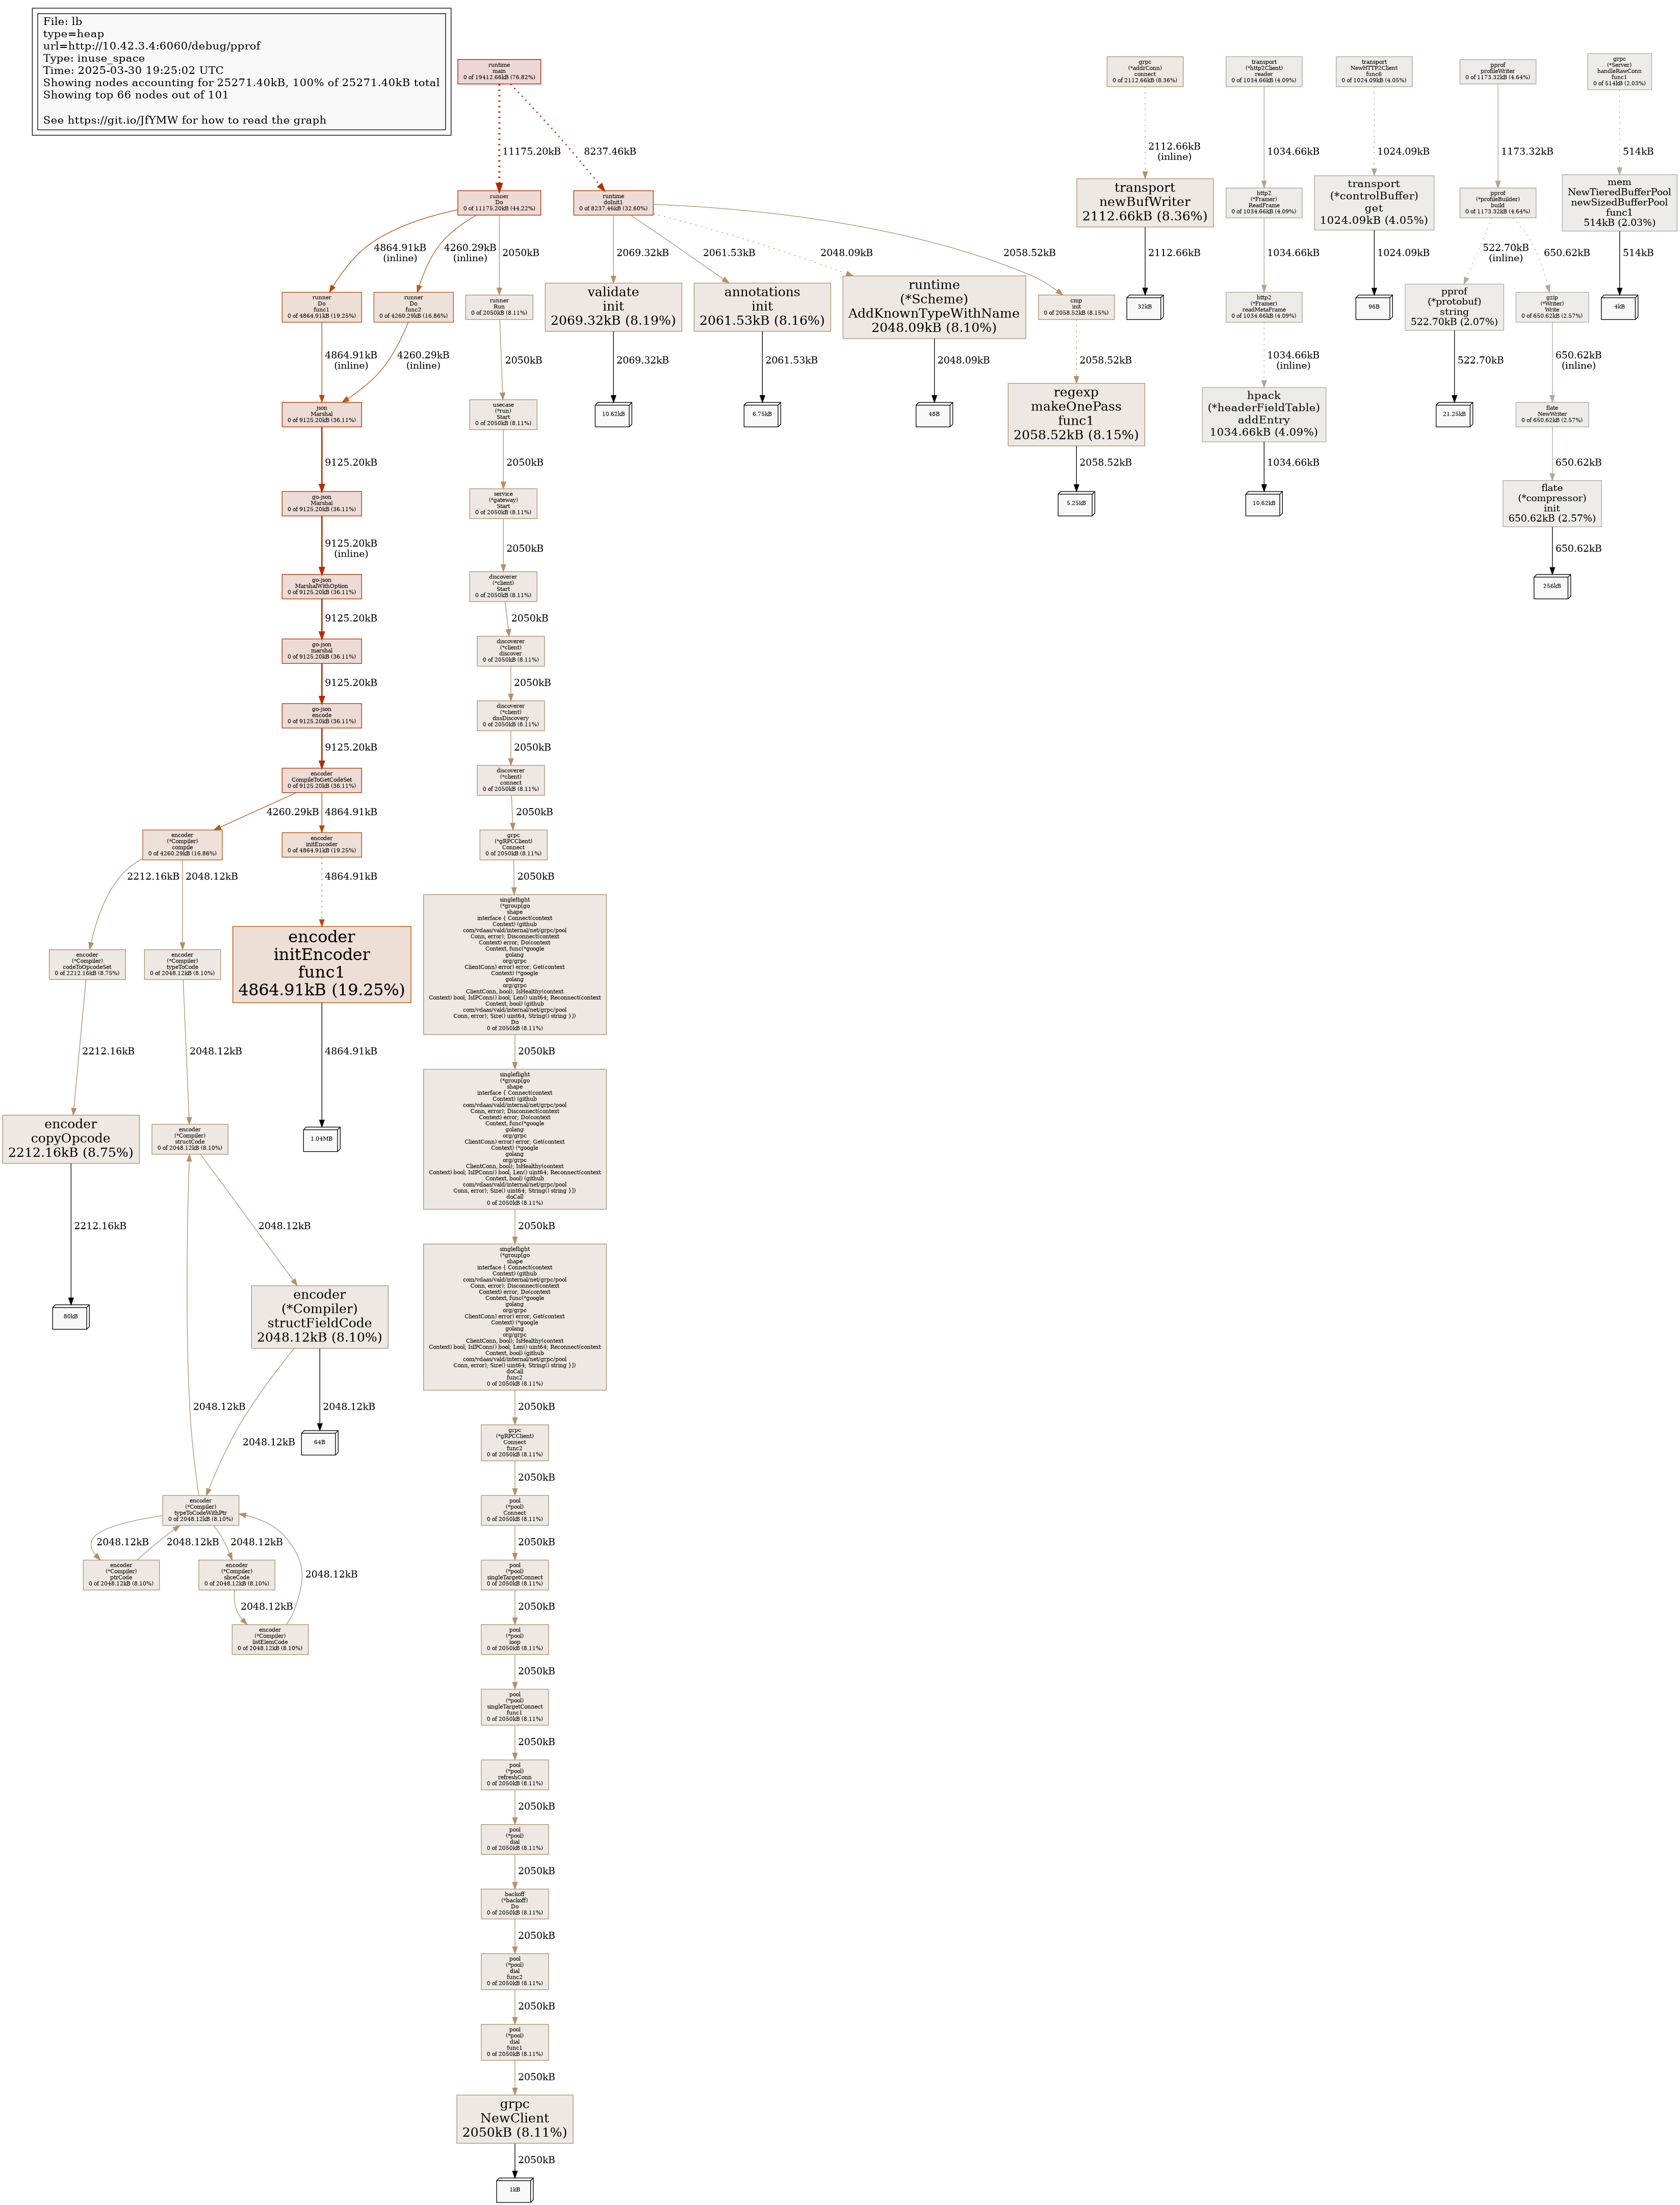 File: lb
type=heap
url=http://10.42.3.4:6060/debug/pprof
Type: inuse_space
Time: 2025-03-30 19:25:02 UTC
Showing nodes accounting for 25271.40kB, 100% of 25271.40kB total
Showing top 66 nodes out of 101
See https://git.io/JfYMW for how to read the graph
runtime
main
0 of 19412.66kB (76.82%)
grpc
(*addrConn)
connect
0 of 2112.66kB (8.36%)
transport
(*http2Client)
reader
0 of 1034.66kB (4.09%)
transport
NewHTTP2Client
func6
0 of 1024.09kB (4.05%)
pprof
profileWriter
0 of 1173.32kB (4.64%)
grpc
(*Server)
handleRawConn
func1
0 of 514kB (2.03%)
11175.20kB
8237.46kB
2112.66kB
(inline)
1034.66kB
1024.09kB
1173.32kB
514kB
runner
Do
0 of 11175.20kB (44.22%)
runtime
doInit1
0 of 8237.46kB (32.60%)
transport
newBufWriter
2112.66kB (8.36%)
http2
(*Framer)
ReadFrame
0 of 1034.66kB (4.09%)
transport
(*controlBuffer)
get
1024.09kB (4.05%)
pprof
(*profileBuilder)
build
0 of 1173.32kB (4.64%)
mem
NewTieredBufferPool
newSizedBufferPool
func1
514kB (2.03%)
4864.91kB
(inline)
4260.29kB
(inline)
2050kB
2069.32kB
2061.53kB
2048.09kB
2058.52kB
2112.66kB
1034.66kB
1024.09kB
522.70kB
(inline)
650.62kB
514kB
runner
Do
func1
0 of 4864.91kB (19.25%)
runner
Do
func2
0 of 4260.29kB (16.86%)
runner
Run
0 of 2050kB (8.11%)
validate
init
2069.32kB (8.19%)
annotations
init
2061.53kB (8.16%)
runtime
(*Scheme)
AddKnownTypeWithName
2048.09kB (8.10%)
cmp
init
0 of 2058.52kB (8.15%)
32kB
http2
(*Framer)
readMetaFrame
0 of 1034.66kB (4.09%)
96B
pprof
(*protobuf)
string
522.70kB (2.07%)
gzip
(*Writer)
Write
0 of 650.62kB (2.57%)
4kB
4864.91kB
(inline)
4260.29kB
(inline)
2050kB
2069.32kB
2061.53kB
2048.09kB
2058.52kB
1034.66kB
(inline)
522.70kB
650.62kB
(inline)
json
Marshal
0 of 9125.20kB (36.11%)
usecase
(*run)
Start
0 of 2050kB (8.11%)
10.62kB
6.75kB
48B
regexp
makeOnePass
func1
2058.52kB (8.15%)
hpack
(*headerFieldTable)
addEntry
1034.66kB (4.09%)
21.25kB
flate
NewWriter
0 of 650.62kB (2.57%)
9125.20kB
2050kB
2058.52kB
1034.66kB
650.62kB
go-json
Marshal
0 of 9125.20kB (36.11%)
service
(*gateway)
Start
0 of 2050kB (8.11%)
5.25kB
10.62kB
flate
(*compressor)
init
650.62kB (2.57%)
9125.20kB
(inline)
2050kB
650.62kB
go-json
MarshalWithOption
0 of 9125.20kB (36.11%)
discoverer
(*client)
Start
0 of 2050kB (8.11%)
256kB
9125.20kB
2050kB
go-json
marshal
0 of 9125.20kB (36.11%)
discoverer
(*client)
discover
0 of 2050kB (8.11%)
9125.20kB
2050kB
go-json
encode
0 of 9125.20kB (36.11%)
discoverer
(*client)
dnsDiscovery
0 of 2050kB (8.11%)
9125.20kB
2050kB
encoder
CompileToGetCodeSet
0 of 9125.20kB (36.11%)
discoverer
(*client)
connect
0 of 2050kB (8.11%)
4260.29kB
4864.91kB
2050kB
encoder
(*Compiler)
compile
0 of 4260.29kB (16.86%)
encoder
initEncoder
0 of 4864.91kB (19.25%)
grpc
(*gRPCClient)
Connect
0 of 2050kB (8.11%)
2212.16kB
2048.12kB
4864.91kB
2050kB
encoder
(*Compiler)
codeToOpcodeSet
0 of 2212.16kB (8.75%)
encoder
(*Compiler)
typeToCode
0 of 2048.12kB (8.10%)
encoder
initEncoder
func1
4864.91kB (19.25%)
singleflight
(*group[go
shape
interface { Connect(context
Context) (github
com/vdaas/vald/internal/net/grpc/pool
Conn, error); Disconnect(context
Context) error; Do(context
Context, func(*google
golang
org/grpc
ClientConn) error) error; Get(context
Context) (*google
golang
org/grpc
ClientConn, bool); IsHealthy(context
Context) bool; IsIPConn() bool; Len() uint64; Reconnect(context
Context, bool) (github
com/vdaas/vald/internal/net/grpc/pool
Conn, error); Size() uint64; String() string }])
Do
0 of 2050kB (8.11%)
2212.16kB
2048.12kB
4864.91kB
2050kB
encoder
copyOpcode
2212.16kB (8.75%)
encoder
(*Compiler)
structCode
0 of 2048.12kB (8.10%)
1.04MB
singleflight
(*group[go
shape
interface { Connect(context
Context) (github
com/vdaas/vald/internal/net/grpc/pool
Conn, error); Disconnect(context
Context) error; Do(context
Context, func(*google
golang
org/grpc
ClientConn) error) error; Get(context
Context) (*google
golang
org/grpc
ClientConn, bool); IsHealthy(context
Context) bool; IsIPConn() bool; Len() uint64; Reconnect(context
Context, bool) (github
com/vdaas/vald/internal/net/grpc/pool
Conn, error); Size() uint64; String() string }])
doCall
0 of 2050kB (8.11%)
2212.16kB
2048.12kB
2050kB
80kB
encoder
(*Compiler)
structFieldCode
2048.12kB (8.10%)
singleflight
(*group[go
shape
interface { Connect(context
Context) (github
com/vdaas/vald/internal/net/grpc/pool
Conn, error); Disconnect(context
Context) error; Do(context
Context, func(*google
golang
org/grpc
ClientConn) error) error; Get(context
Context) (*google
golang
org/grpc
ClientConn, bool); IsHealthy(context
Context) bool; IsIPConn() bool; Len() uint64; Reconnect(context
Context, bool) (github
com/vdaas/vald/internal/net/grpc/pool
Conn, error); Size() uint64; String() string }])
doCall
func2
0 of 2050kB (8.11%)
2048.12kB
2048.12kB
2048.12kB
2050kB
64B
grpc
(*gRPCClient)
Connect
func2
0 of 2050kB (8.11%)
2050kB
encoder
(*Compiler)
typeToCodeWithPtr
0 of 2048.12kB (8.10%)
pool
(*pool)
Connect
0 of 2050kB (8.11%)
2048.12kB
2048.12kB
2048.12kB
2048.12kB
2050kB
encoder
(*Compiler)
ptrCode
0 of 2048.12kB (8.10%)
encoder
(*Compiler)
sliceCode
0 of 2048.12kB (8.10%)
pool
(*pool)
singleTargetConnect
0 of 2050kB (8.11%)
2048.12kB
2050kB
encoder
(*Compiler)
listElemCode
0 of 2048.12kB (8.10%)
pool
(*pool)
loop
0 of 2050kB (8.11%)
2050kB
pool
(*pool)
singleTargetConnect
func1
0 of 2050kB (8.11%)
2050kB
pool
(*pool)
refreshConn
0 of 2050kB (8.11%)
2050kB
pool
(*pool)
dial
0 of 2050kB (8.11%)
2050kB
backoff
(*backoff)
Do
0 of 2050kB (8.11%)
2050kB
pool
(*pool)
dial
func2
0 of 2050kB (8.11%)
2050kB
pool
(*pool)
dial
func1
0 of 2050kB (8.11%)
2050kB
grpc
NewClient
2050kB (8.11%)
2050kB
1kB